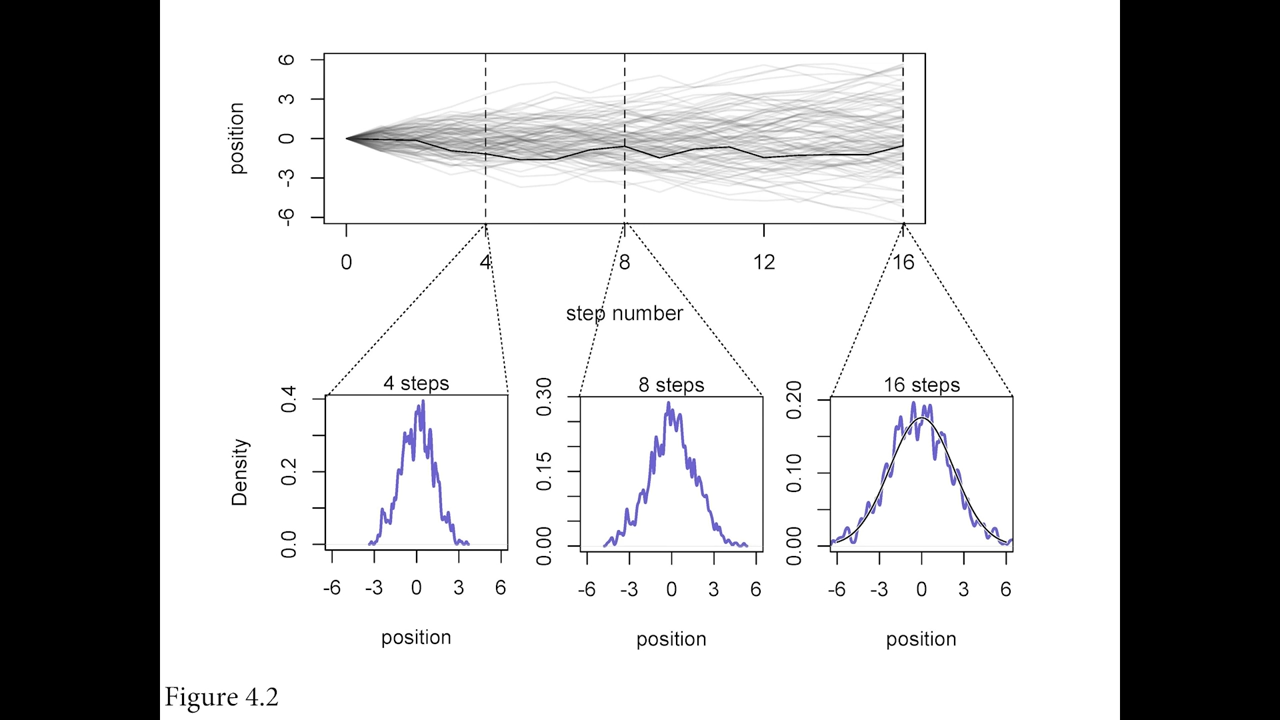 position
6
3
0
-3
-6
0 4 8 12 16
step number
4 steps
8 steps
16 steps
Density
0.0 0.2 0.4
0.00 0.15 0.30
0.00 0.10 0.20
-6 -3 0 3 6
-6 -3 0 3 6
-6 -3 0 3 6
position
position
position
Figure 4.2